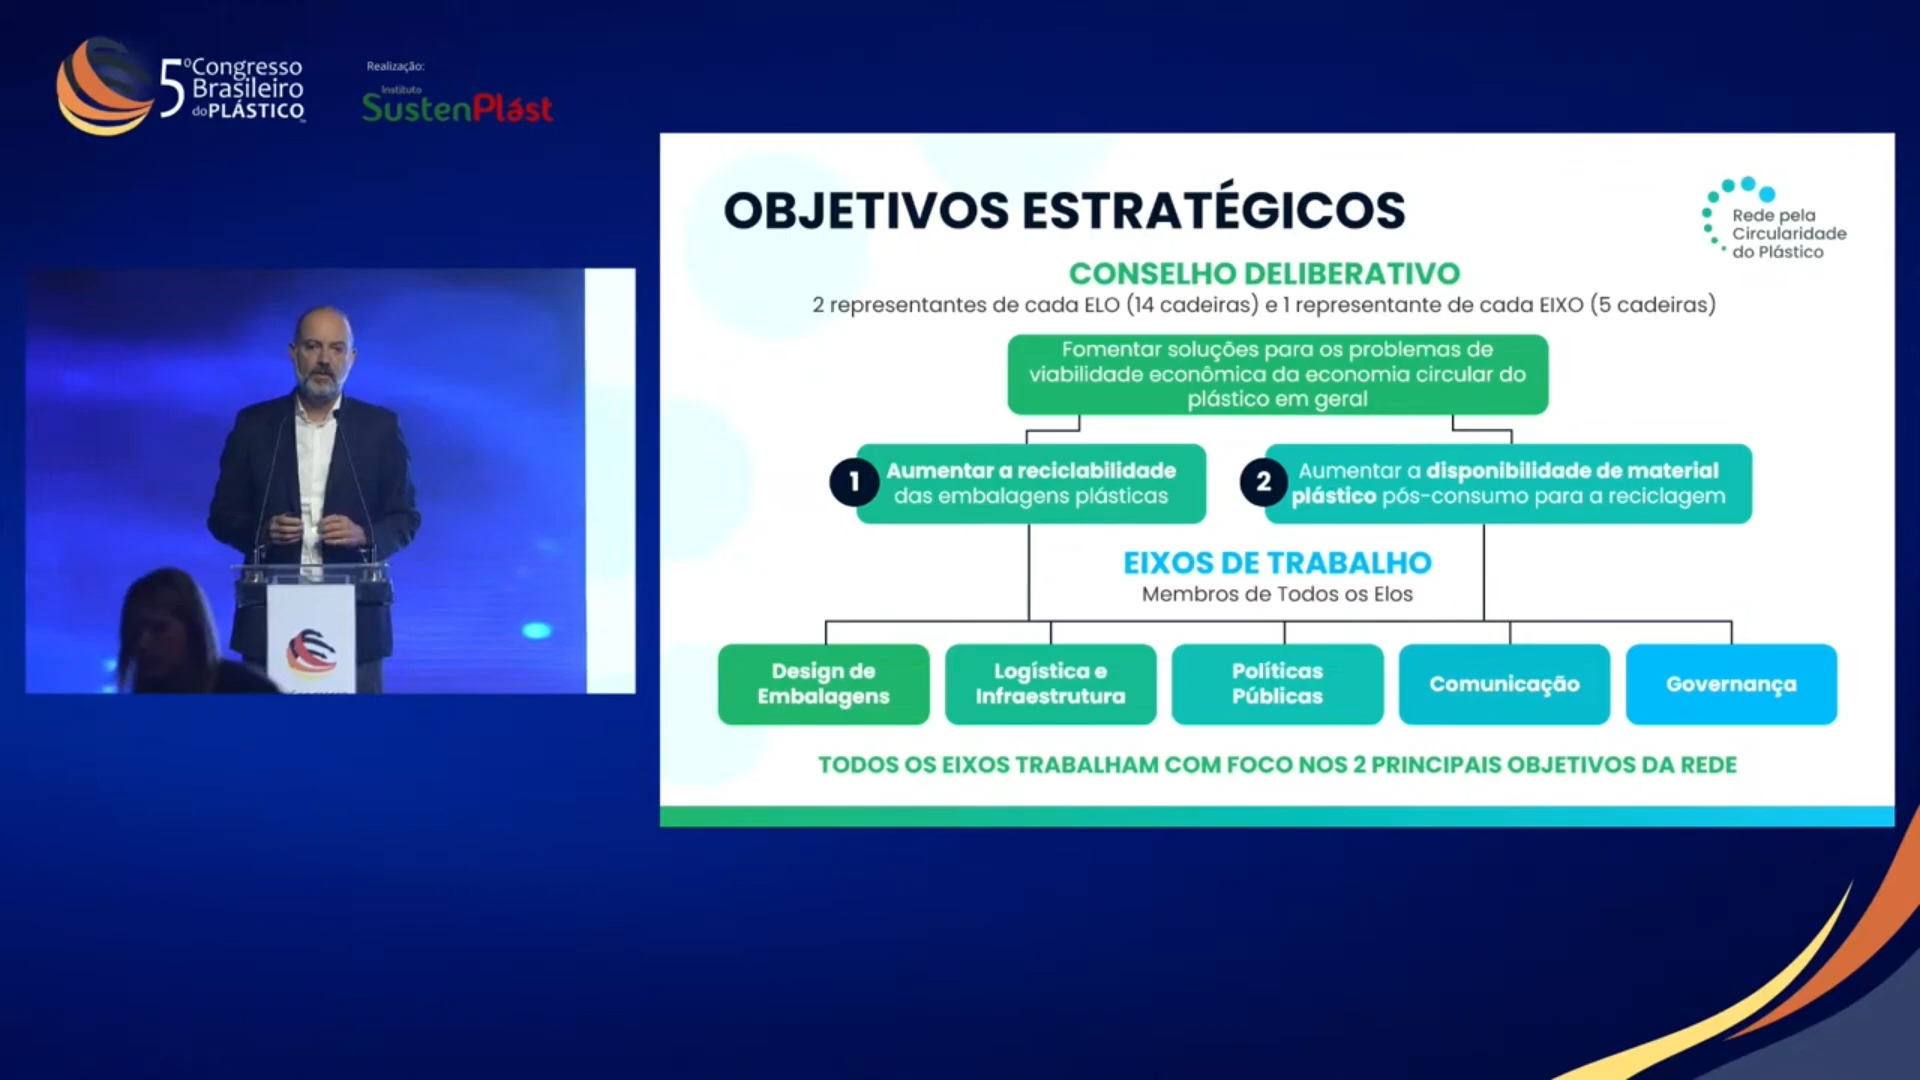 5º Congresso
Brasileiro
do PLÁSTICO
Realização:
Instituto
SustenPlást
OBJETIVOS ESTRATÉGICOS
Rede pela
Circularidade
do Plástico
CONSELHO DELIBERATIVO
2 representantes de cada ELO (14 cadeiras) e 1 representante de cada EIXO (5 cadeiras)
Fomentar soluções para os problemas de
viabilidade econômica da economia circular do
plástico em geral
1
Aumentar a reciclabilidade
das embalagens plásticas
2
Aumentar a disponibilidade de material
plástico pós-consumo para a reciclagem
EIXOS DE TRABALHO
Membros de Todos os Elos
Design de
Embalagens
Logística e
Infraestrutura
Políticas
Públicas
Comunicação
Governança
TODOS OS EIXOS TRABALHAM COM FOCO NOS 2 PRINCIPAIS OBJETIVOS DA REDE